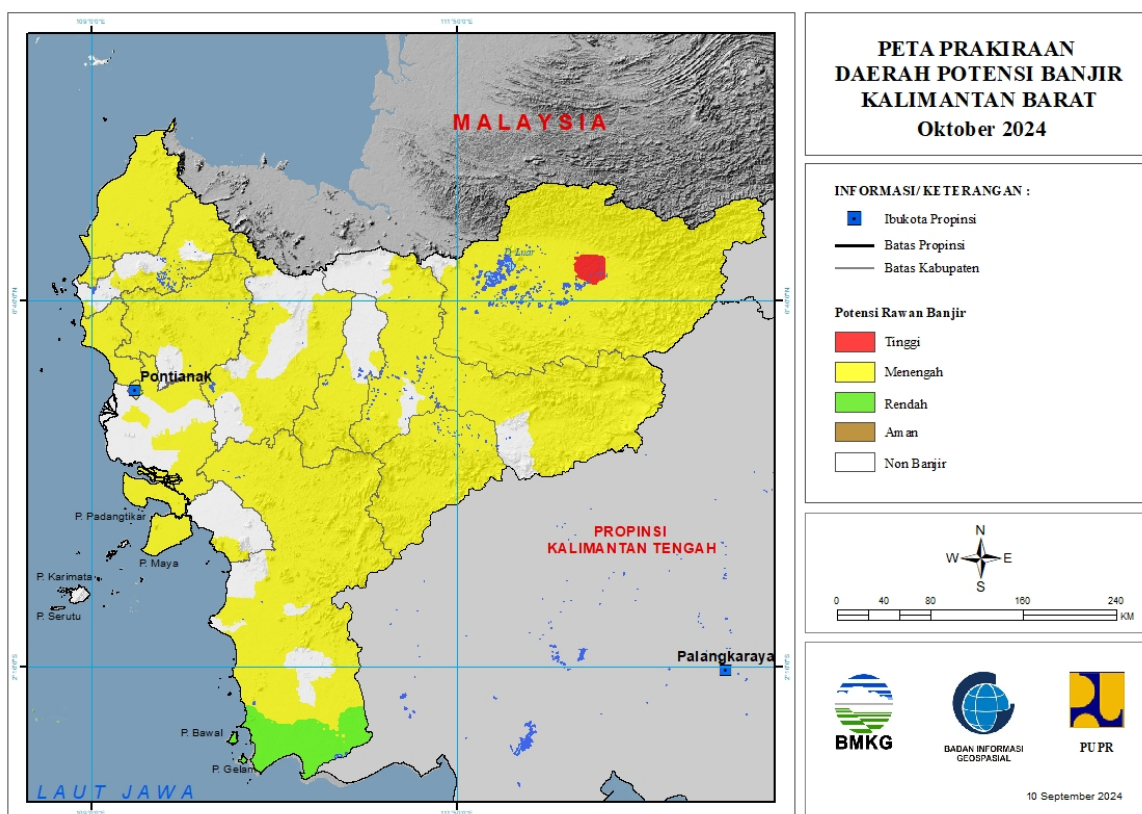 PETA PRAKIRAAN
DAERAH POTENSI BANJIR
KALIMANTAN BARAT
Oktober 2024
INFORMASI/ KETERANGAN :
Ibukota Propinsi
Batas Propinsi
Batas Kabupaten
Potensi Rawan Banjir
Tinggi
Menengah
Rendah
Aman
Non Banjir
N
W E
S
0 40 80 160 240
KM
BMKG
BADAN INFORMASI
GEOSPASIAL
PUPR
10 September 2024
MALAYSIA
Pontianak
P. Padangtikar
P. Maya
P. Karimata
P. Serutu
PROPINSI
KALIMANTAN TENGAH
Palangkaraya
P. Bawal
P. Gelam
LAUT JAWA